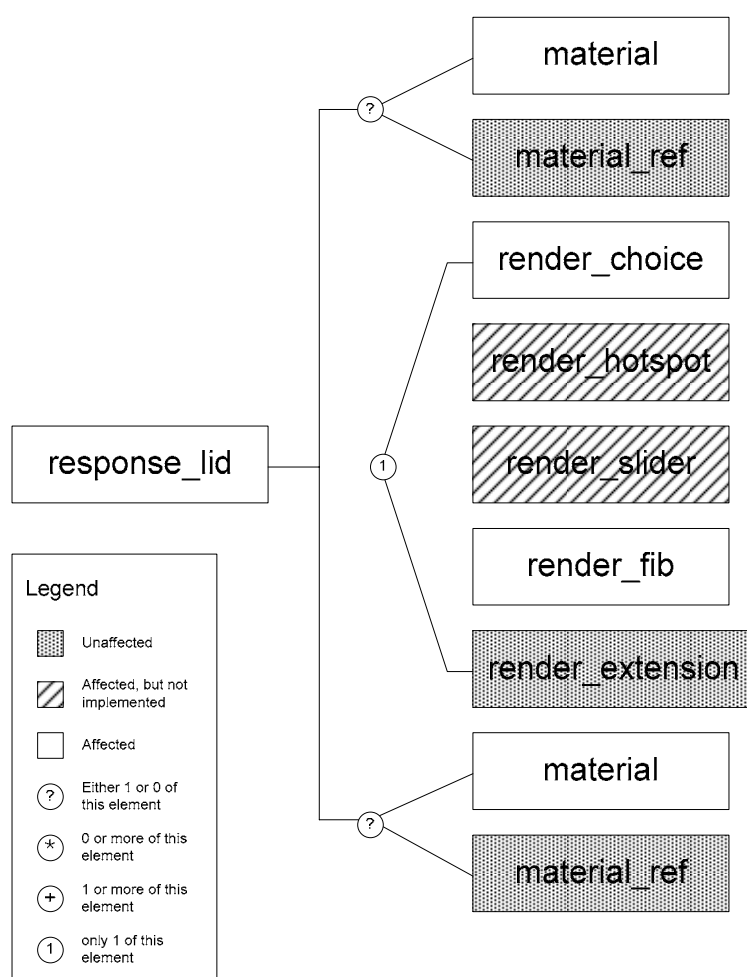 material
?
material_ref
render_choice
render_hotspot
response_lid
1
render_slider
render_fib
render_extension
material
?
material_ref
Legend
Unaffected
Affected, but not
implemented
Affected
?
Either 1 or 0 of
this element
*
0 or more of this
element
+
1 or more of this
element
1
only 1 of this
element